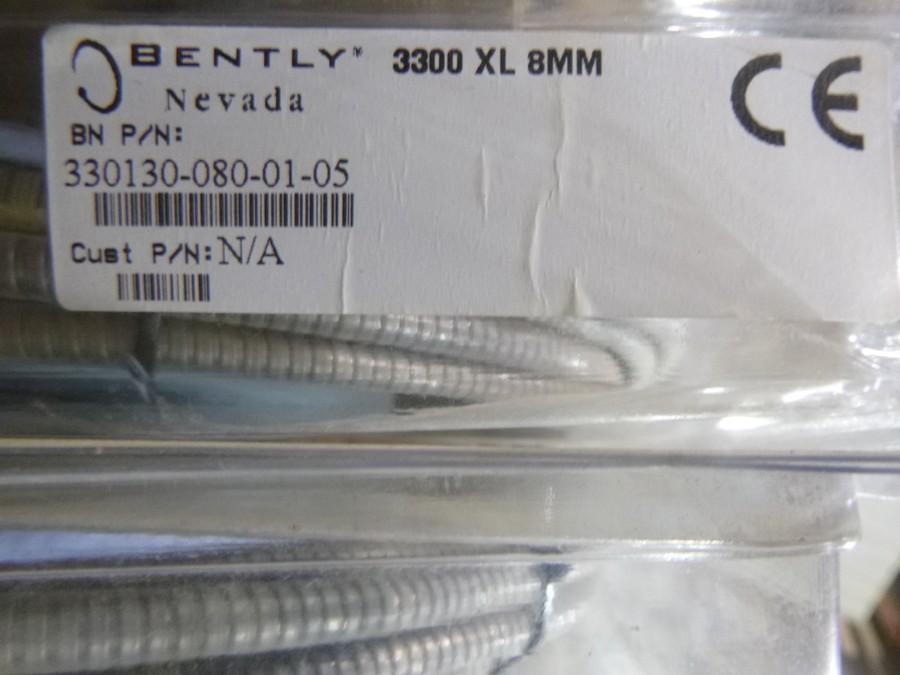 BENTLY™ 3300 XL 8MM
Nevada
BN P/N:
330130-080-01-05
Cust P/N: N/A
CE